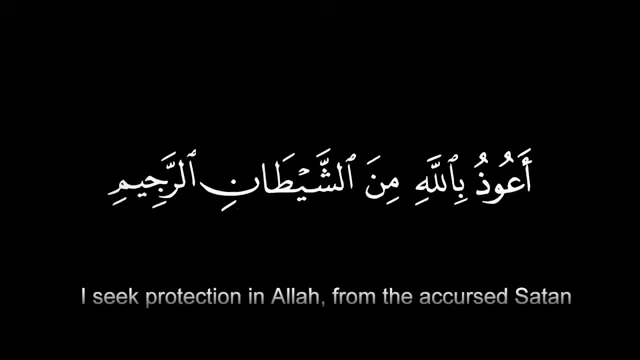 أَعُوذُ بِٱللَّهِ مِنَ ٱلشَّيْطَانِ ٱلرَّجِيمِ
I seek protection in Allah, from the accursed Satan